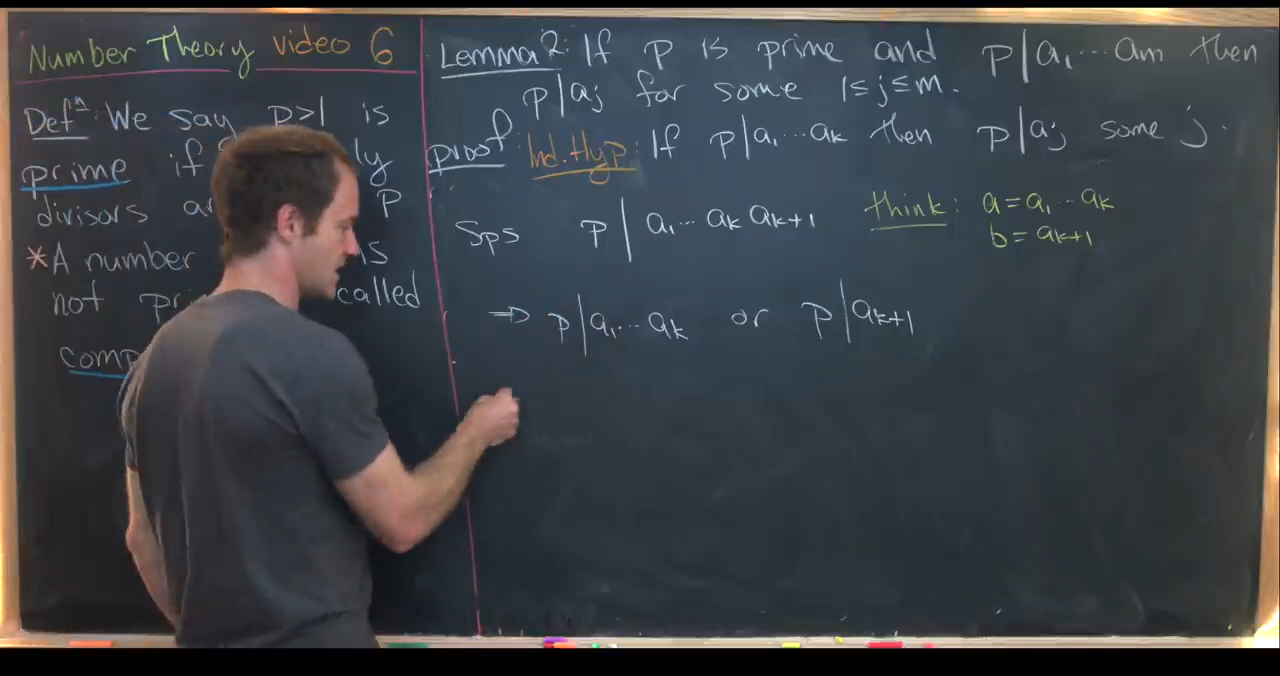 Number Theory video 6
Defⁿ: We say p>1 is
prime if ly
divisors p
*A number is
not called
Lemma 2: If p is prime and p|a₁⋯aₘ then
p|aⱼ for some 1≤j≤m.
proof: Ind. Hyp: If p|a₁⋯aₖ then p|aⱼ some j.
Sps p | a₁⋯aₖ aₖ₊₁
think: a=a₁⋯aₖ
b=aₖ₊₁
⇒ p|a₁⋯aₖ or p|aₖ₊₁